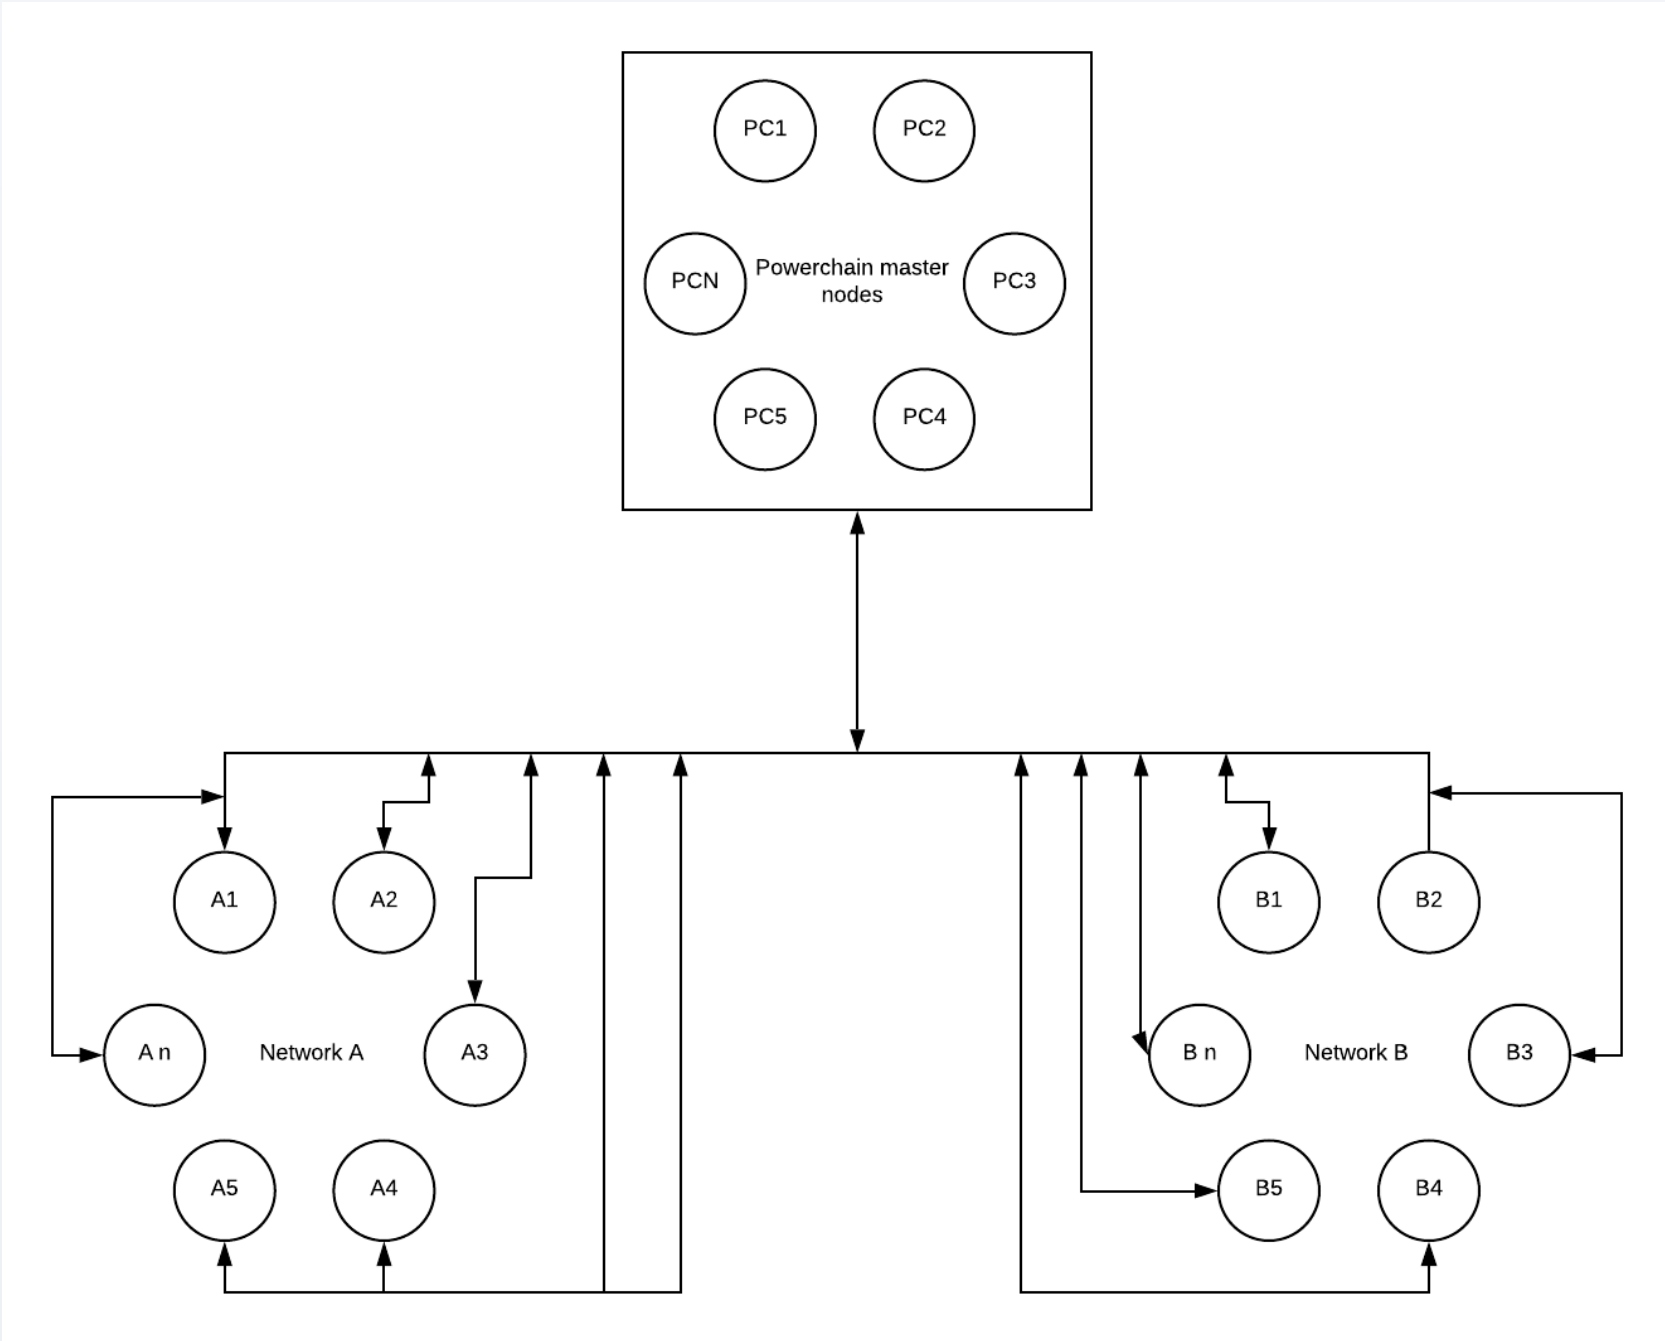 PC1
PC2
PCN
Powerchain master
nodes
PC3
PC5
PC4
A1
A2
B1
B2
A n
Network A
A3
B n
Network B
B3
A5
A4
B5
B4